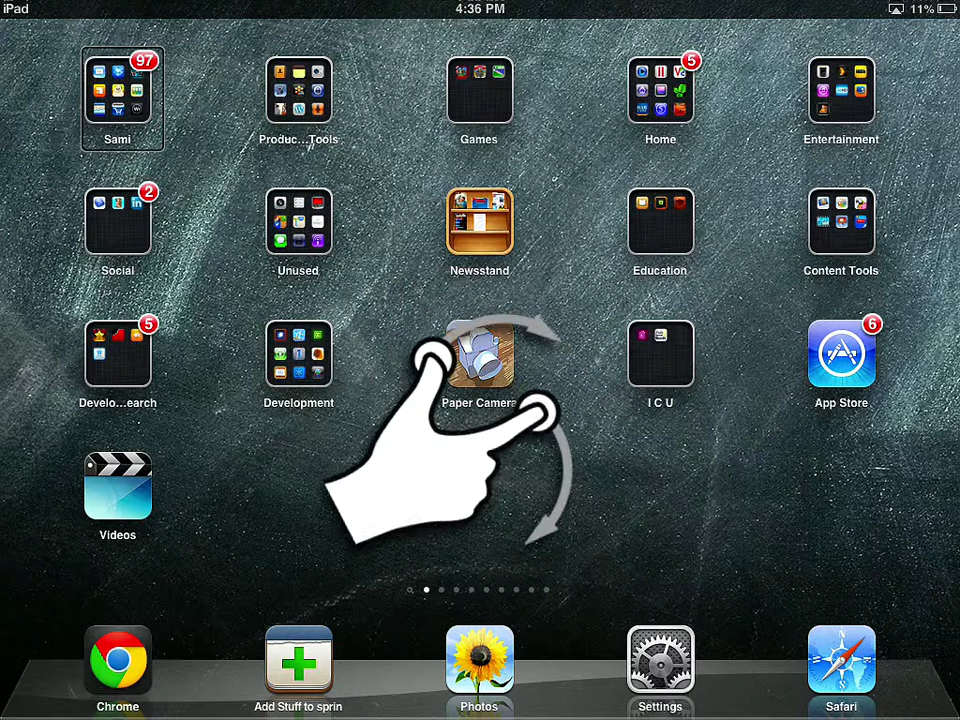 iPad 4:36 PM 11%
97 5
Sami Produc...Tools Games Home Entertainment
2
Social Unused Newsstand Education Content Tools
5 6
Develo...earch Development Paper Camera I C U App Store
Videos
Chrome Add Stuff to sprin Photos Settings Safari